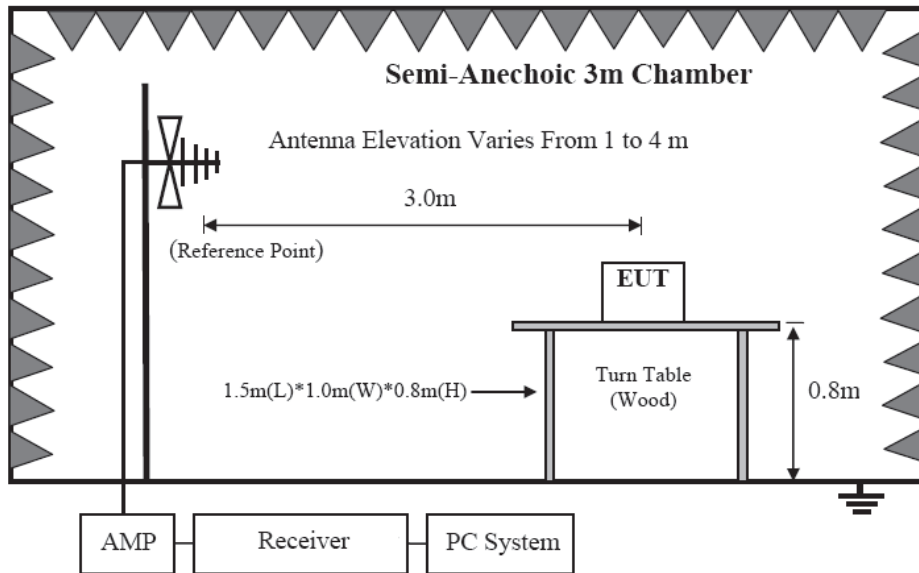 Semi-Anechoic 3m Chamber
Antenna Elevation Varies From 1 to 4 m
3.0m
(Reference Point)
EUT
1.5m(L)*1.0m(W)*0.8m(H)
Turn Table
(Wood)
0.8m
AMP
Receiver
PC System